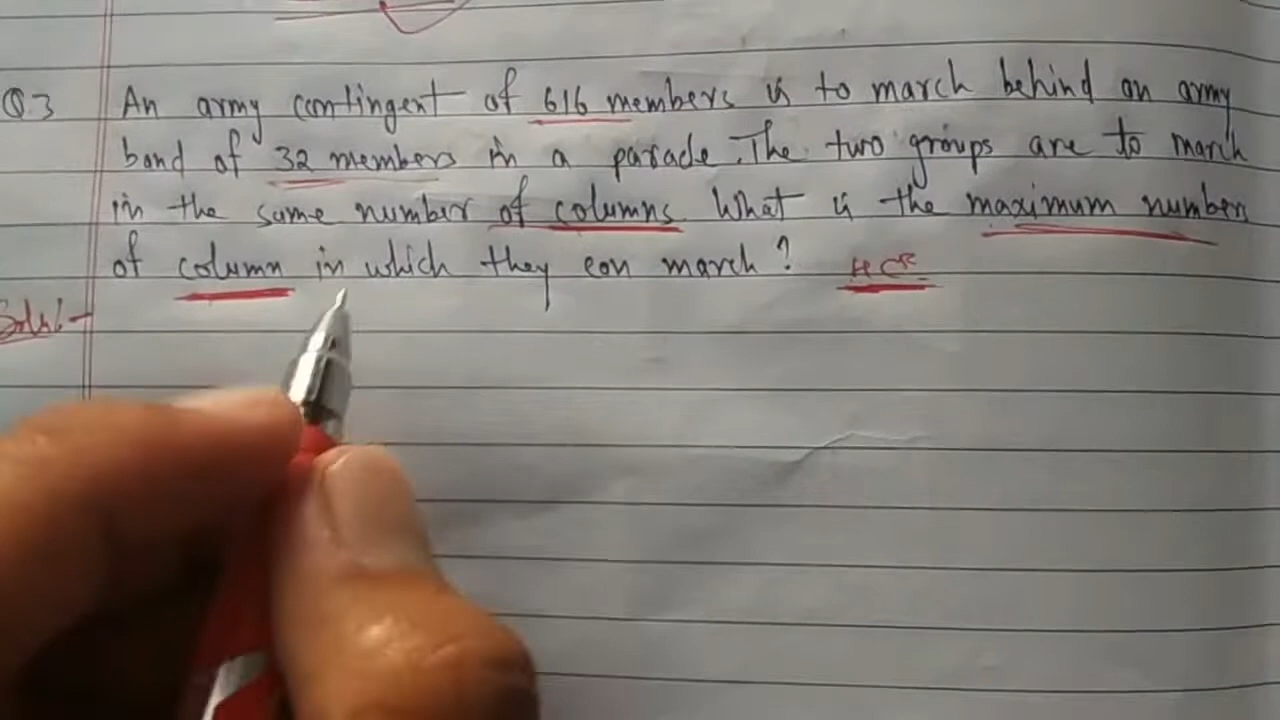 Q.3 An army contingent of 616 members is to march behind an army
band of 32 members in a parade. The two groups are to march
in the same number of columns What is the maximum number
of column in which they can march? HCF
Solu:-